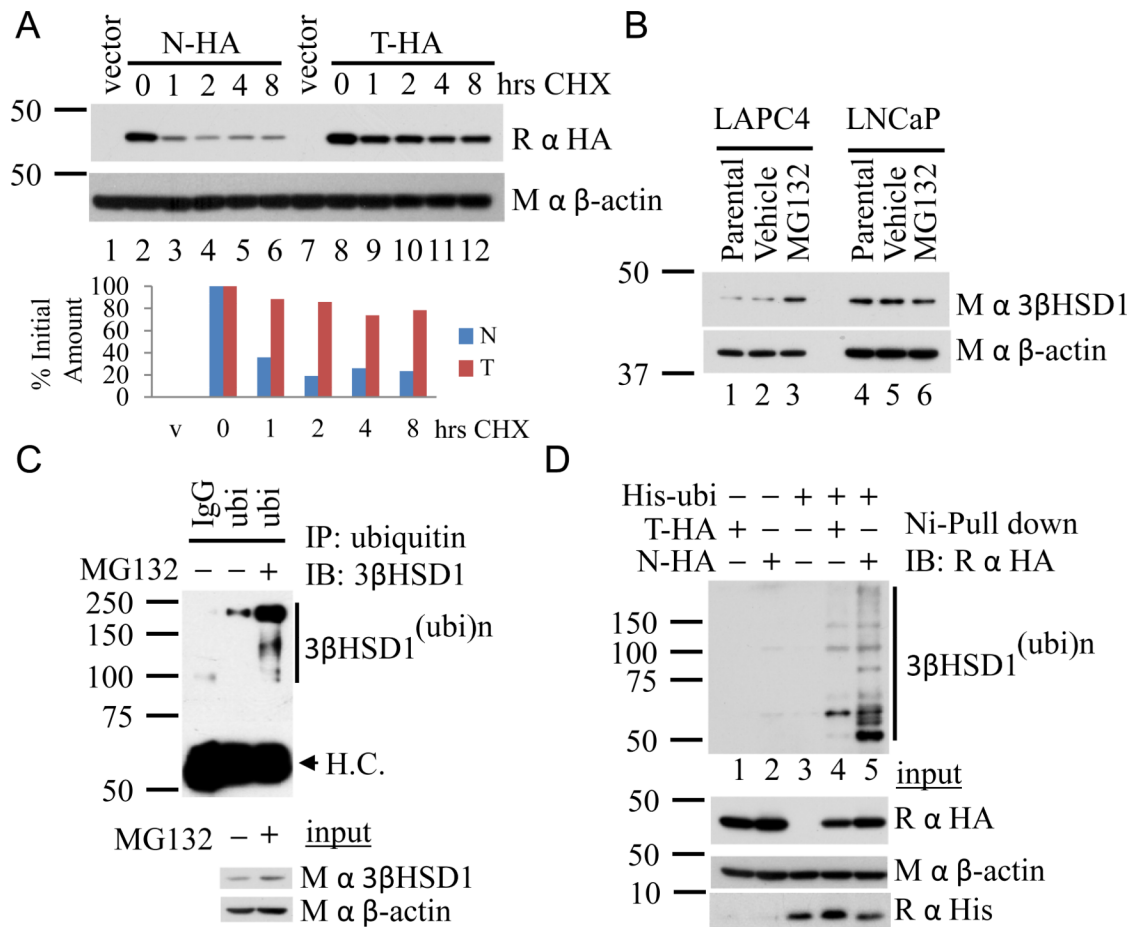 A
vector
N-HA
vector
T-HA
0 1 2 4 8 0 1 2 4 8 hrs CHX
50
R α HA
50
M α β-actin
1 2 3 4 5 6 7 8 9 10 11 12
% Initial Amount
100
80
60
40
20
0
N
T
v 0 1 2 4 8 hrs CHX
B
LAPC4 LNCaP
Parental Vehicle MG132 Parental Vehicle MG132
50
M α 3βHSD1
M α β-actin
37
1 2 3 4 5 6
C
IgG ubi ubi
IP: ubiquitin
MG132 – – + IB: 3βHSD1
250
150
100
75
50
3βHSD1(ubi)n
H.C.
MG132 – + input
M α 3βHSD1
M α β-actin
D
His-ubi – – + + +
T-HA + – – + – Ni-Pull down
N-HA – + – – + IB: R α HA
150
100
75
50
3βHSD1(ubi)n
1 2 3 4 5 input
50
R α HA
50
M α β-actin
10
R α His